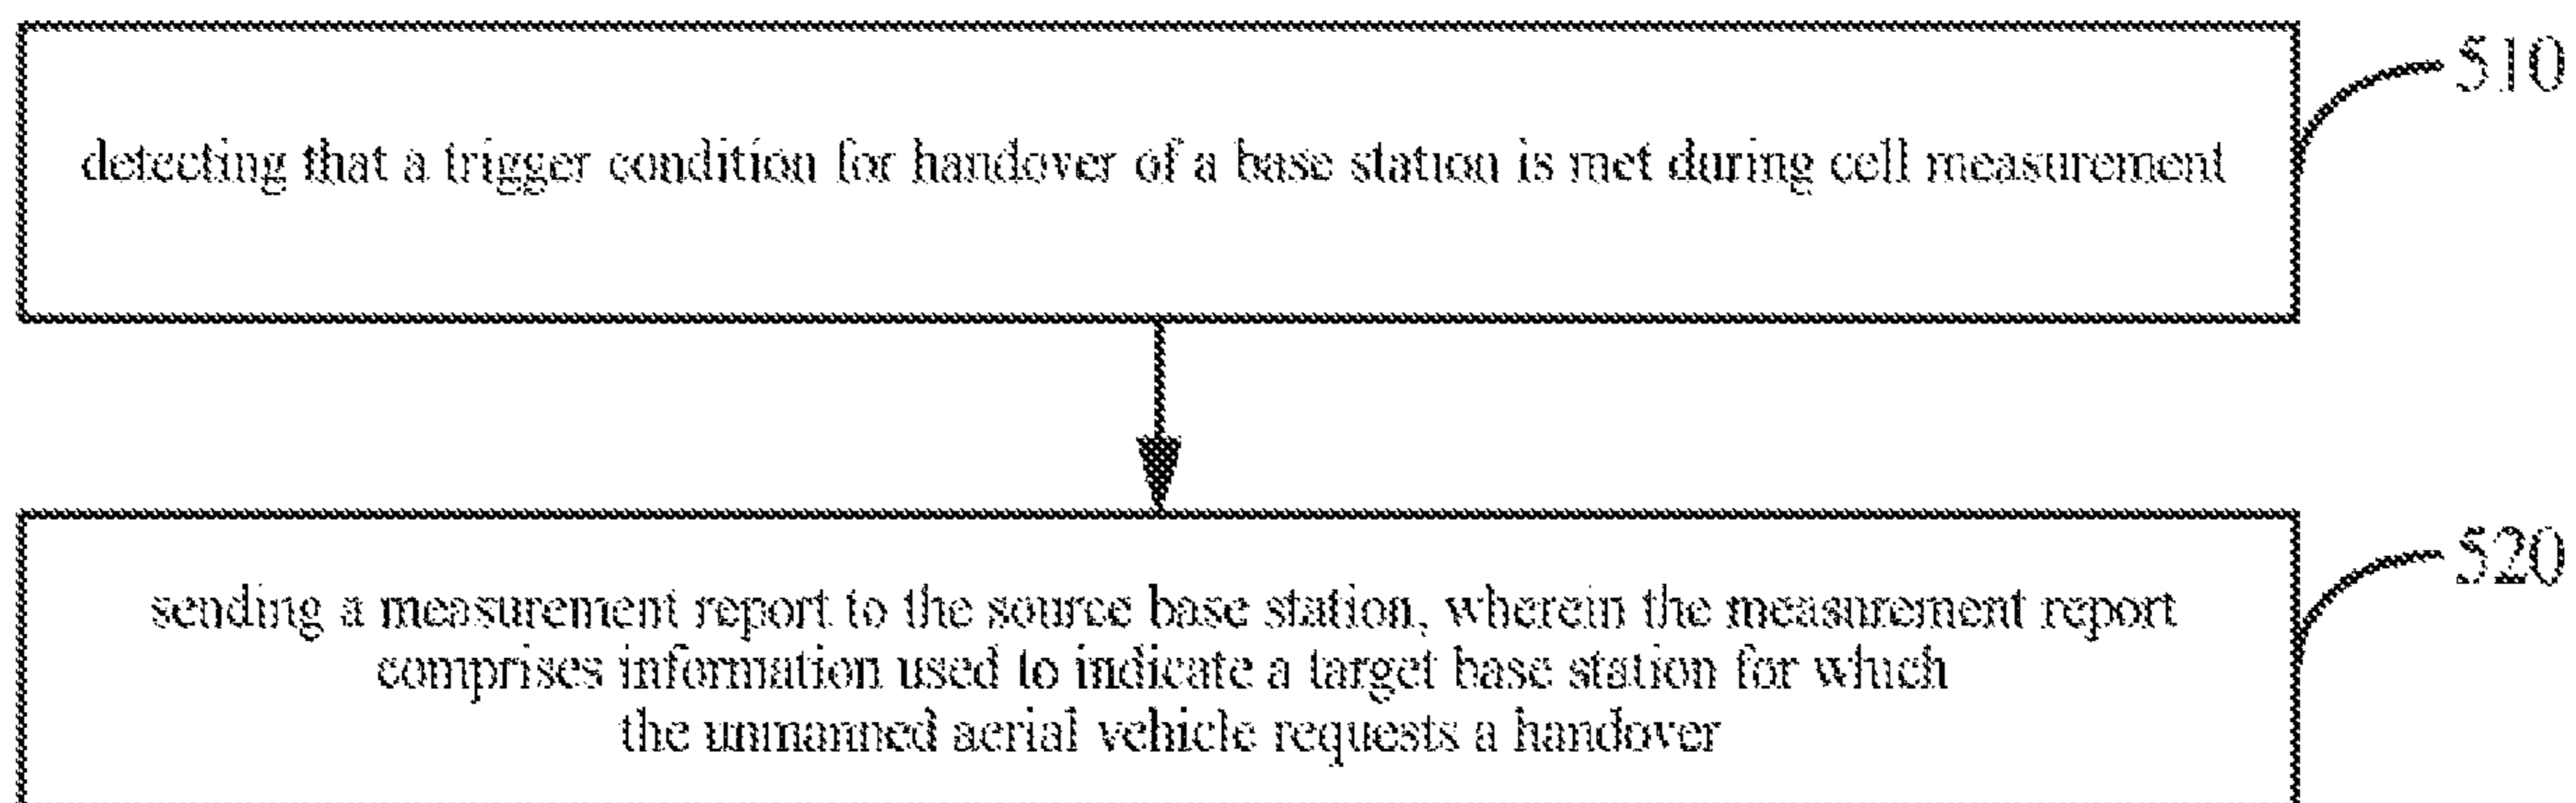 510
detecting that a trigger condition for handover of a base station is met during cell measurement
520
sending a measurement report to the source base station, wherein the measurement report
comprises information used to indicate a target base station for which
the unmanned aerial vehicle requests a handover